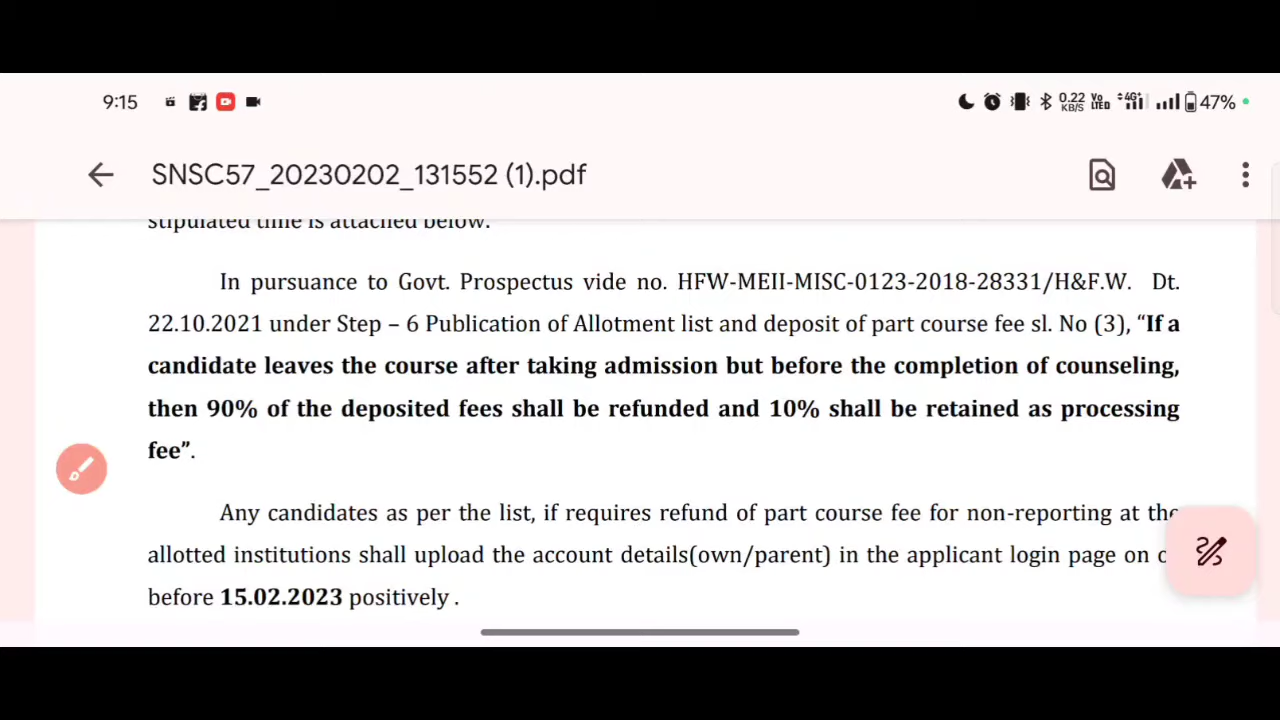 9:15 0.22 KB/S Vo LTED 4G+ 47%
SNSC57_20230202_131552 (1).pdf
stipulated time is attached below.
In pursuance to Govt. Prospectus vide no. HFW-MEII-MISC-0123-2018-28331/H&F.W. Dt.
22.10.2021 under Step – 6 Publication of Allotment list and deposit of part course fee sl. No (3), “If a
candidate leaves the course after taking admission but before the completion of counseling,
then 90% of the deposited fees shall be refunded and 10% shall be retained as processing
fee”.
Any candidates as per the list, if requires refund of part course fee for non-reporting at the
allotted institutions shall upload the account details(own/parent) in the applicant login page on o
before 15.02.2023 positively .